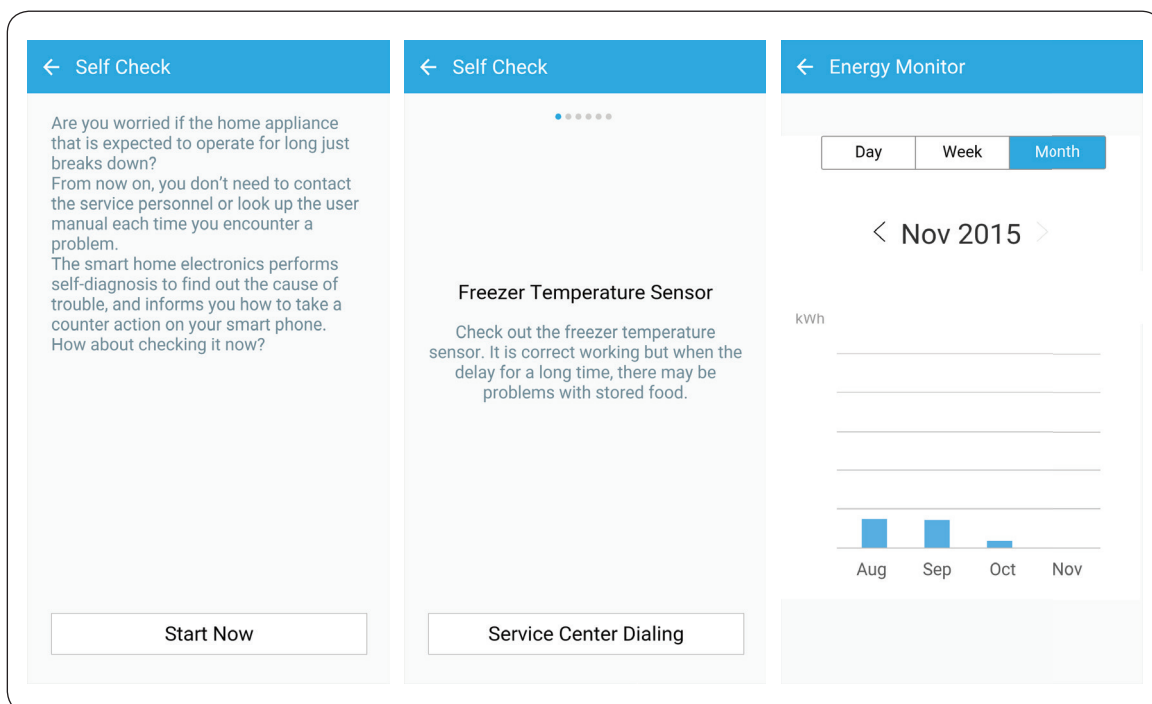 Self Check
Are you worried if the home appliance
that is expected to operate for long just
breaks down?
From now on, you don't need to contact
the service personnel or look up the user
manual each time you encounter a
problem.
The smart home electronics performs
self-diagnosis to find out the cause of
trouble, and informs you how to take a
counter action on your smart phone.
How about checking it now?
Start Now
Self Check
Freezer Temperature Sensor
Check out the freezer temperature
sensor. It is correct working but when the
delay for a long time, there may be
problems with stored food.
Service Center Dialing
Energy Monitor
Day Week Month
Nov 2015
kWh
Aug Sep Oct Nov